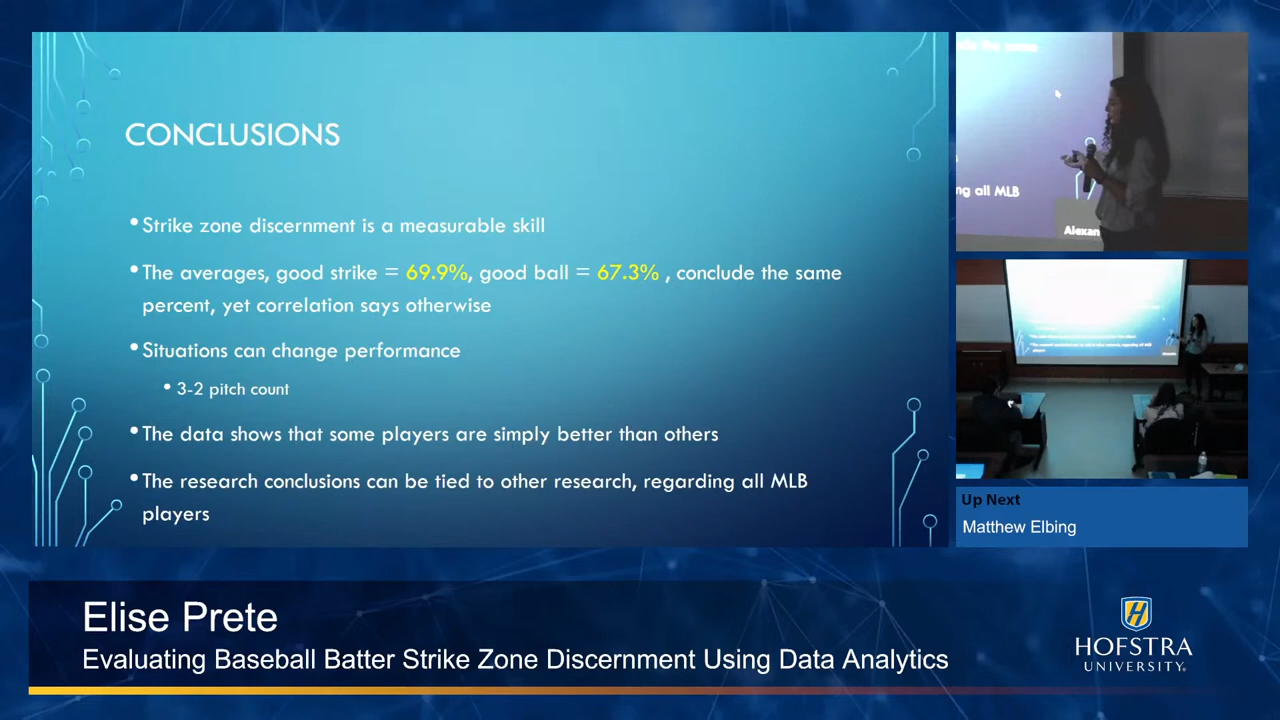 CONCLUSIONS
•Strike zone discernment is a measurable skill
•The averages, good strike = 69.9%, good ball = 67.3% , conclude the same
percent, yet correlation says otherwise
•Situations can change performance
• 3-2 pitch count
•The data shows that some players are simply better than others
•The research conclusions can be tied to other research, regarding all MLB
players
ng all MLB
Alexan
Up Next
Matthew Elbing
Elise Prete
Evaluating Baseball Batter Strike Zone Discernment Using Data Analytics
H
HOFSTRA
UNIVERSITY®